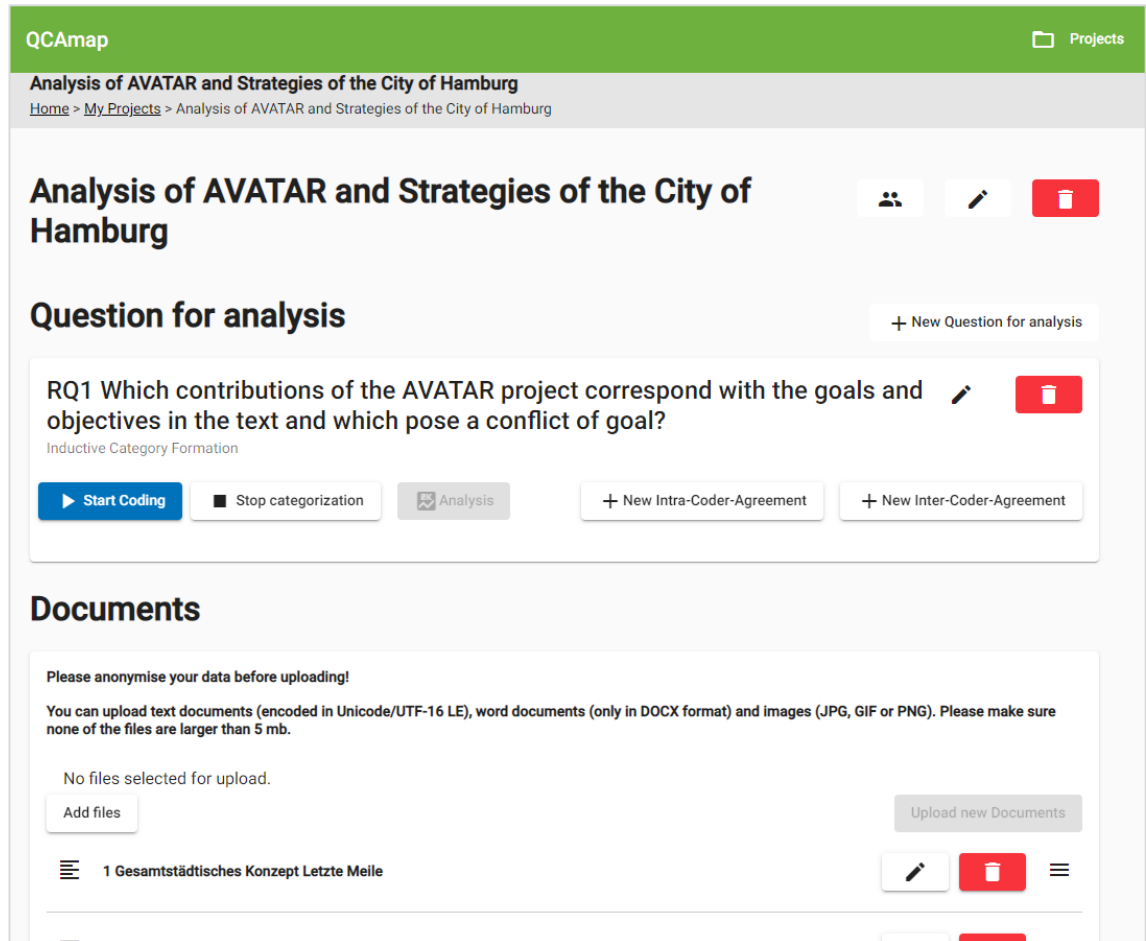 QCAmap
Projects
Analysis of AVATAR and Strategies of the City of Hamburg
Home > My Projects > Analysis of AVATAR and Strategies of the City of Hamburg
Analysis of AVATAR and Strategies of the City of
Hamburg
Question for analysis
+ New Question for analysis
RQ1 Which contributions of the AVATAR project correspond with the goals and
objectives in the text and which pose a conflict of goal?
Inductive Category Formation
Start Coding
Stop categorization
Analysis
+ New Intra-Coder-Agreement
+ New Inter-Coder-Agreement
Documents
Please anonymise your data before uploading!
You can upload text documents (encoded in Unicode/UTF-16 LE), word documents (only in DOCX format) and images (JPG, GIF or PNG). Please make sure
none of the files are larger than 5 mb.
No files selected for upload.
Add files
Upload new Documents
1 Gesamtstädtisches Konzept Letzte Meile